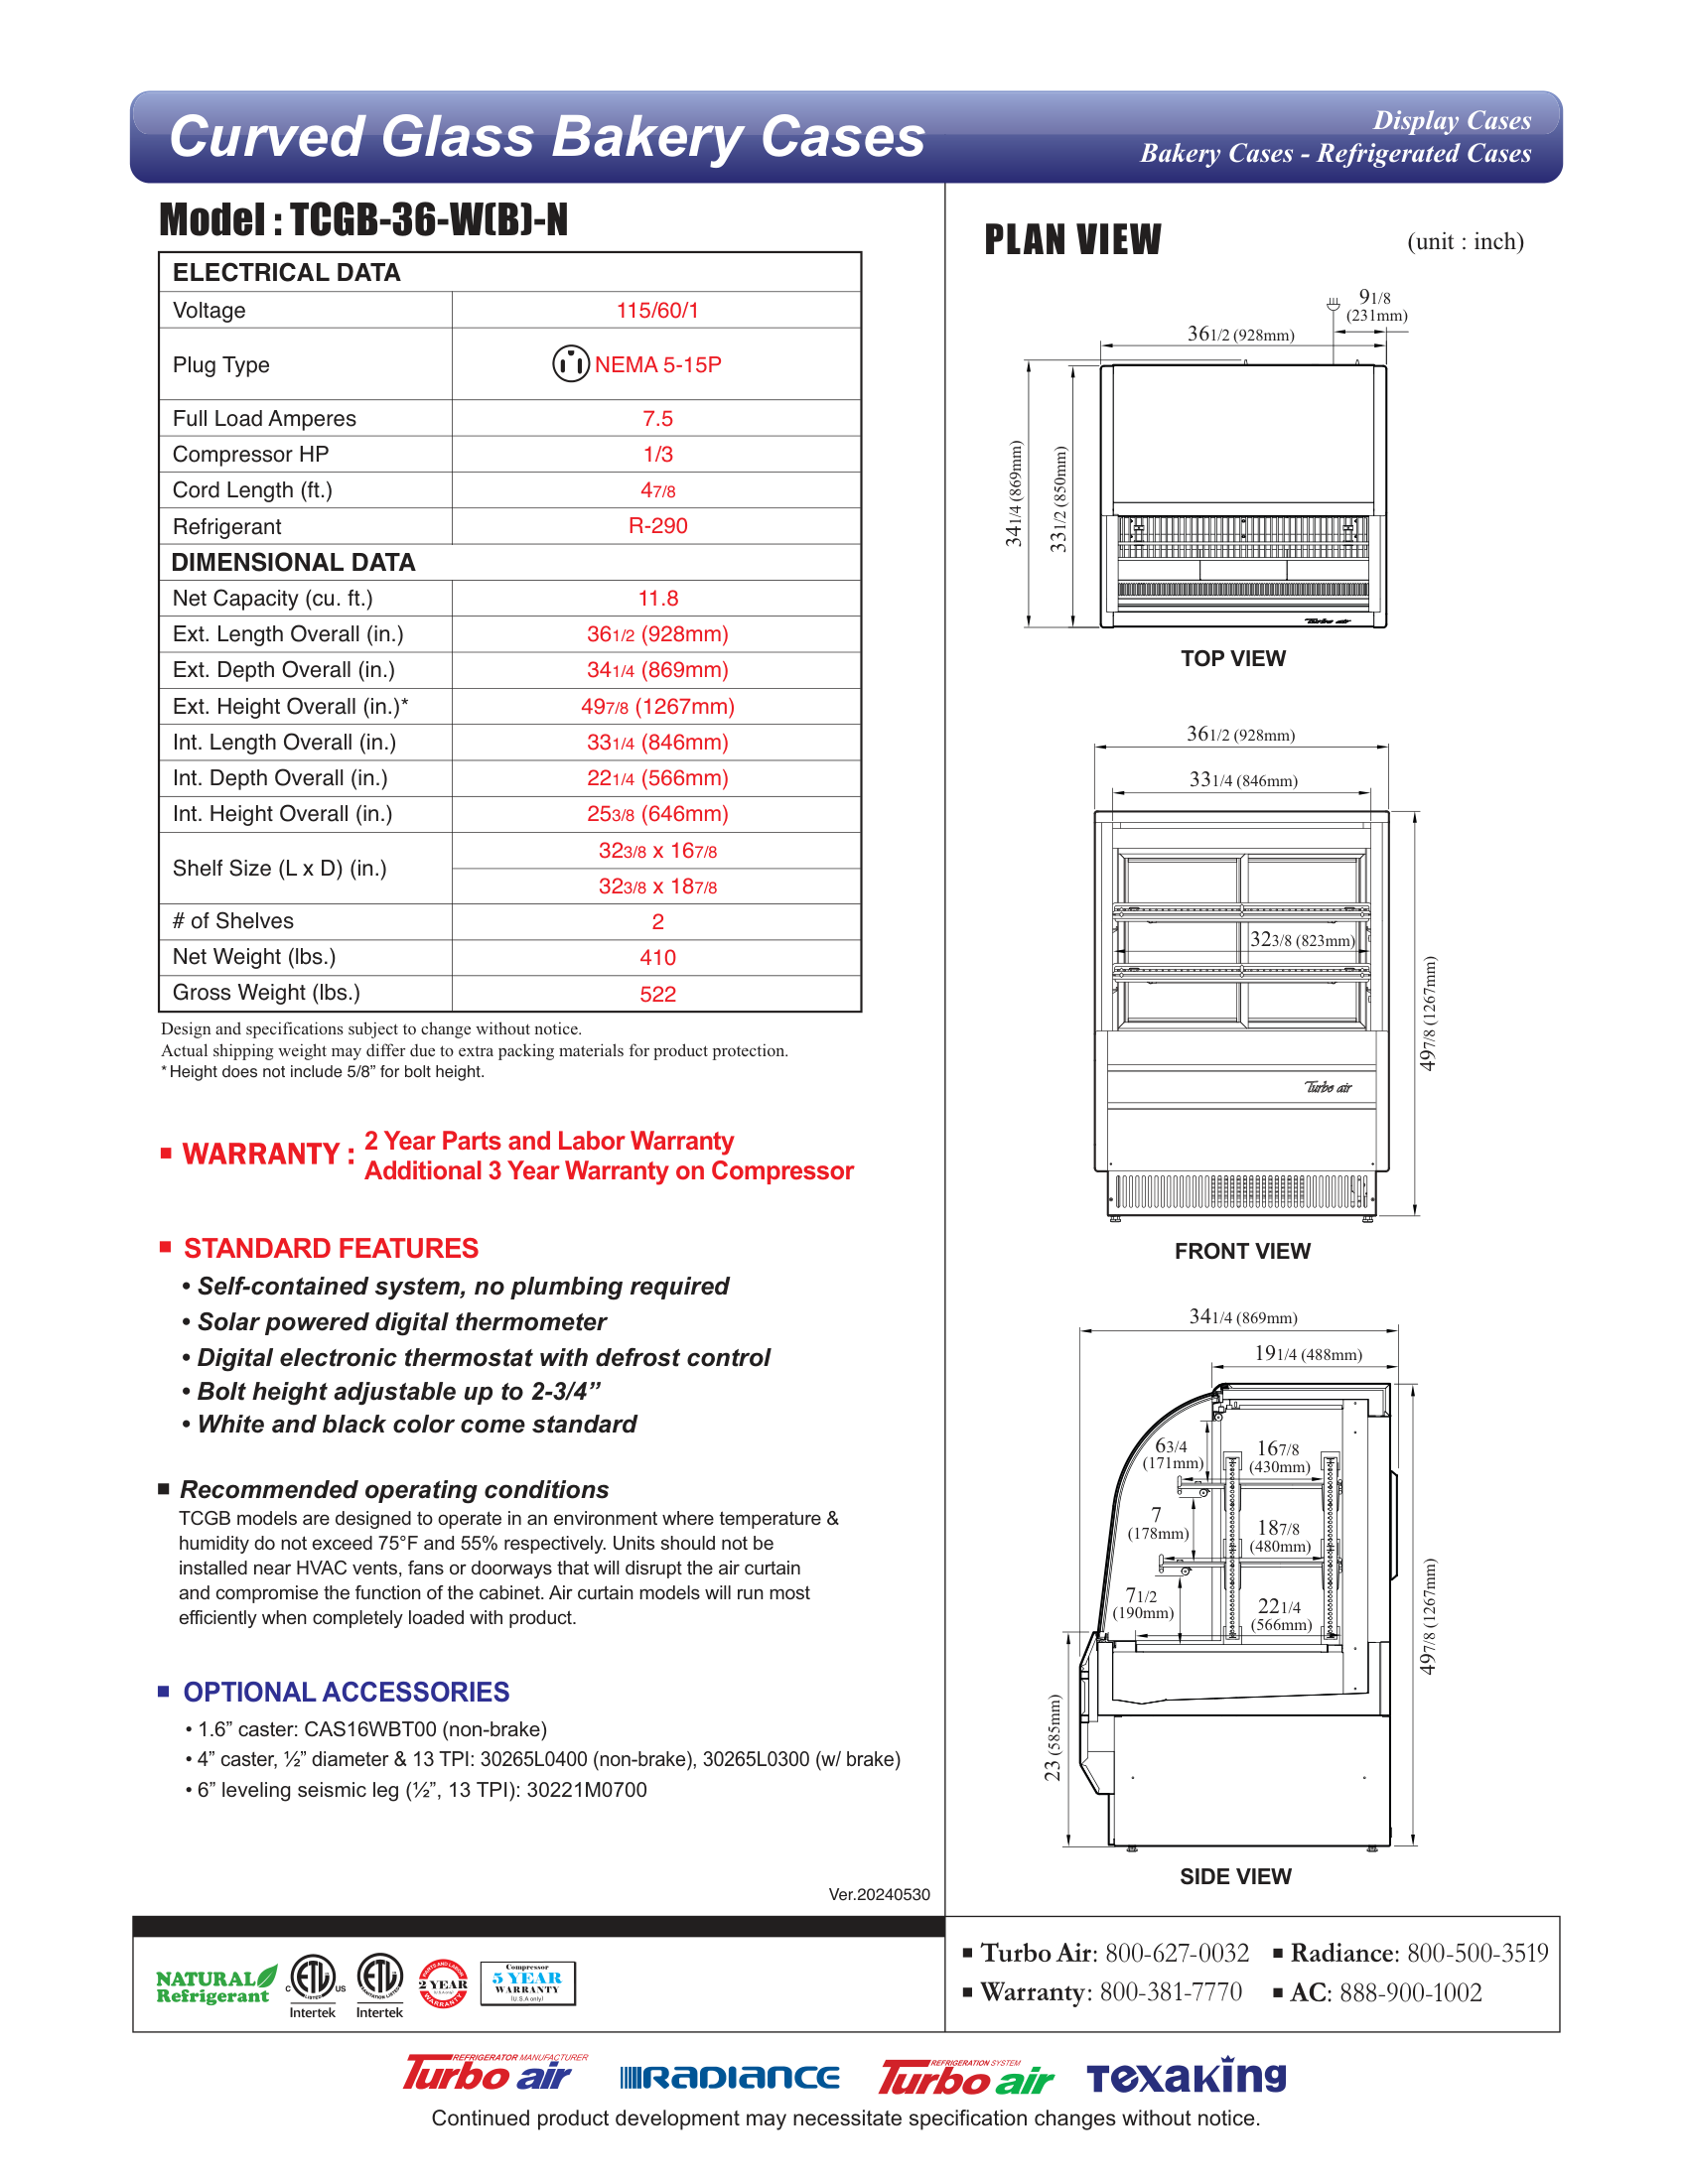 Curved Glass Bakery Cases
Display Cases
Bakery Cases - Refrigerated Cases
Model : TCGB-36-W(B)-N
ELECTRICAL DATA
Voltage 115/60/1
Plug Type NEMA 5-15P
Full Load Amperes 7.5
Compressor HP 1/3
Cord Length (ft.) 47/8
Refrigerant R-290
DIMENSIONAL DATA
Net Capacity (cu. ft.) 11.8
Ext. Length Overall (in.) 361/2 (928mm)
Ext. Depth Overall (in.) 341/4 (869mm)
Ext. Height Overall (in.)* 497/8 (1267mm)
Int. Length Overall (in.) 331/4 (846mm)
Int. Depth Overall (in.) 221/4 (566mm)
Int. Height Overall (in.) 253/8 (646mm)
Shelf Size (L x D) (in.) 323/8 x 167/8
323/8 x 187/8
# of Shelves 2
Net Weight (lbs.) 410
Gross Weight (lbs.) 522
Design and specifications subject to change without notice.
Actual shipping weight may differ due to extra packing materials for product protection.
* Height does not include 5/8” for bolt height.
WARRANTY : 2 Year Parts and Labor Warranty
Additional 3 Year Warranty on Compressor
STANDARD FEATURES
• Self-contained system, no plumbing required
• Solar powered digital thermometer
• Digital electronic thermostat with defrost control
• Bolt height adjustable up to 2-3/4”
• White and black color come standard
Recommended operating conditions
TCGB models are designed to operate in an environment where temperature &
humidity do not exceed 75°F and 55% respectively. Units should not be
installed near HVAC vents, fans or doorways that will disrupt the air curtain
and compromise the function of the cabinet. Air curtain models will run most
efficiently when completely loaded with product.
OPTIONAL ACCESSORIES
• 1.6” caster: CAS16WBT00 (non-brake)
• 4” caster, ½” diameter & 13 TPI: 30265L0400 (non-brake), 30265L0300 (w/ brake)
• 6” leveling seismic leg (½”, 13 TPI): 30221M0700
Ver.20240530
PLAN VIEW
(unit : inch)
91/8
(231mm)
361/2 (928mm)
341/4 (869mm)
331/2 (850mm)
Turbo air
TOP VIEW
361/2 (928mm)
331/4 (846mm)
323/8 (823mm)
497/8 (1267mm)
Turbo air
FRONT VIEW
341/4 (869mm)
191/4 (488mm)
63/4
(171mm)
167/8
(430mm)
7
(178mm)
187/8
(480mm)
71/2
(190mm)
221/4
(566mm)
497/8 (1267mm)
23 (585mm)
SIDE VIEW
NATURAL
Refrigerant
C ETL US
LISTED
Intertek
ETL
SANITATION LISTED
Intertek
PARTS AND LABOR
2 YEAR
WARRANTY
Compressor
5 YEAR
WARRANTY
(U.S.A only)
Turbo Air: 800-627-0032
Radiance: 800-500-3519
Warranty: 800-381-7770
AC: 888-900-1002
REFRIGERATOR MANUFACTURER
Turbo air
RADIANCE
REFRIGERATION SYSTEM
Turbo air
Texaking
Continued product development may necessitate specification changes without notice.